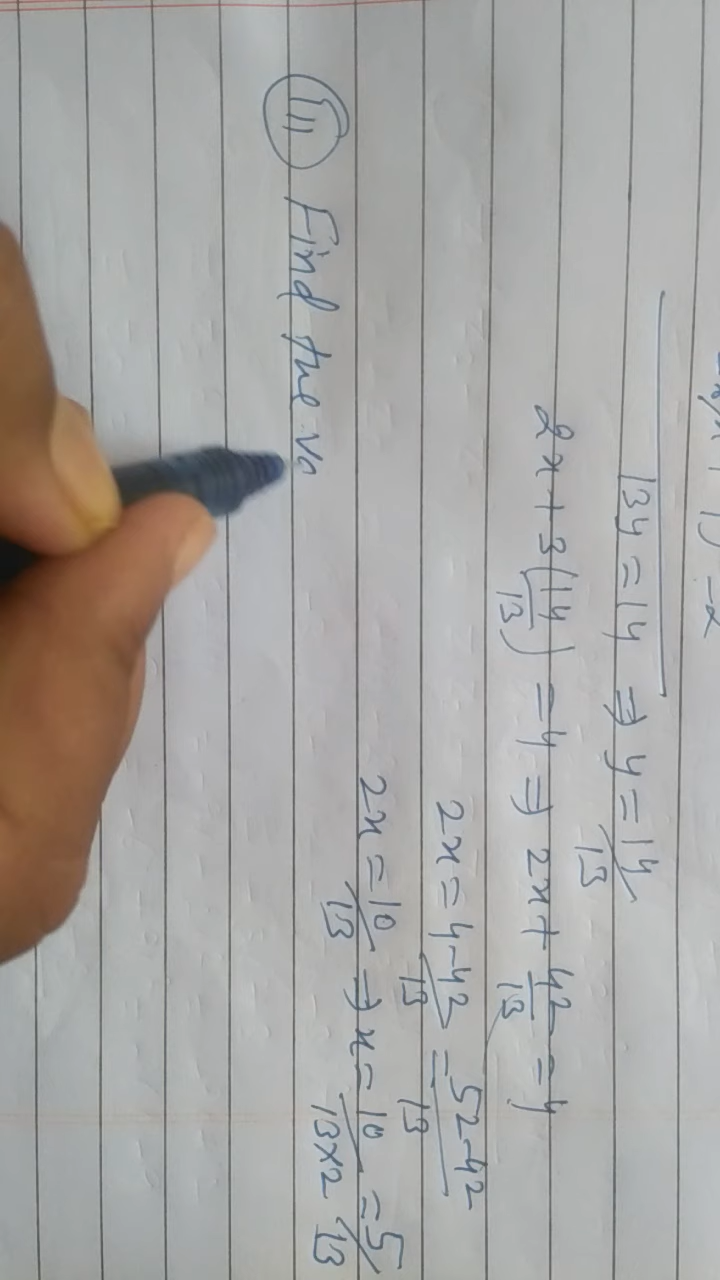 13y = 14 ⇒ y = 14/13
2x + 3(14/13) = 4 ⇒ 2x + 42/13 = 4
2x = 4 - 42/13 = 52-42/13
2x = 10/13 ⇒ x = 10/13×2 = 5/13
(iii) Find the va